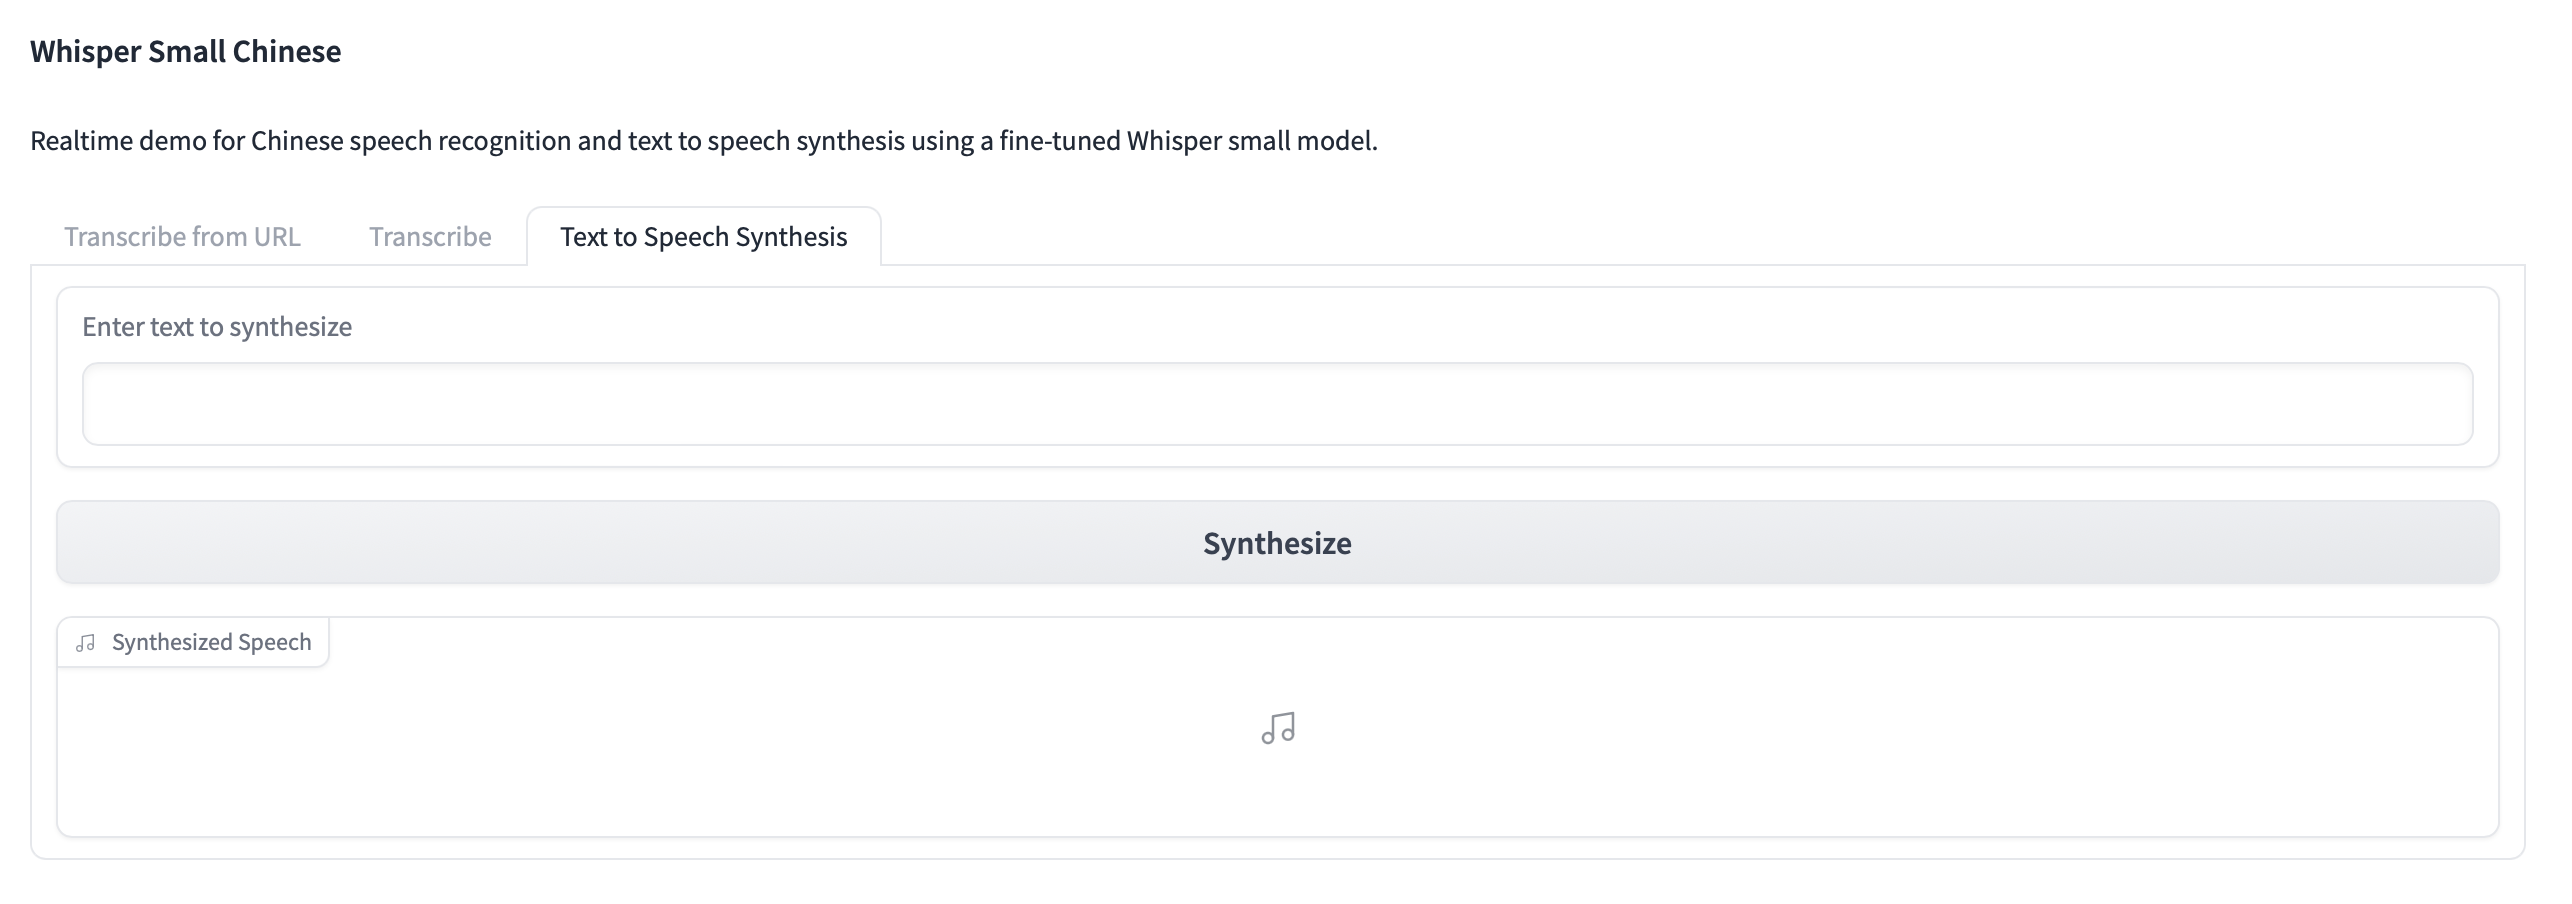 Whisper Small Chinese
Realtime demo for Chinese speech recognition and text to speech synthesis using a fine-tuned Whisper small model.
Transcribe from URL
Transcribe
Text to Speech Synthesis
Enter text to synthesize
Synthesize
Synthesized Speech